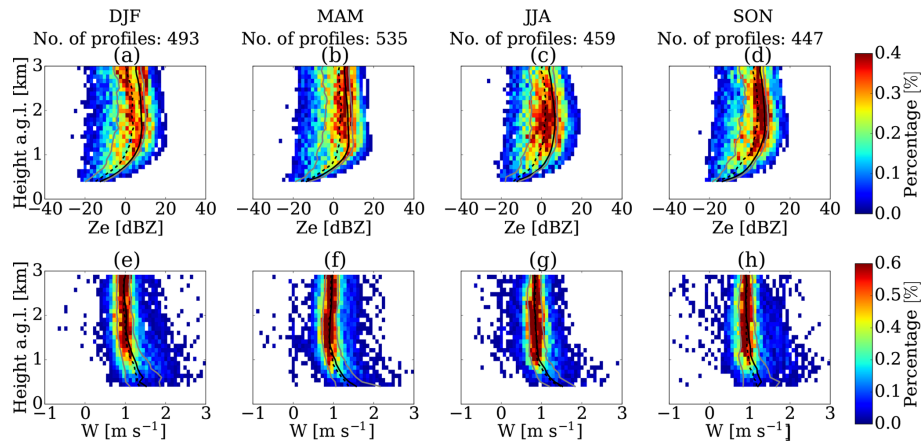 DJF MAM JJA SON
No. of profiles: 493 No. of profiles: 535 No. of profiles: 459 No. of profiles: 447
(a) (b) (c) (d)
Height a.g.l. [km]
3
2
1
0
−40 −20 0 20 40 −40 −20 0 20 40 −40 −20 0 20 40 −40 −20 0 20 40
Ze [dBZ] Ze [dBZ] Ze [dBZ] Ze [dBZ]
0.4
0.3
0.2
0.1
0.0
Percentage [%]
(e) (f) (g) (h)
Height a.g.l. [km]
3
2
1
0
−1 0 1 2 3 −1 0 1 2 3 −1 0 1 2 3 −1 0 1 2 3
W [m s⁻¹] W [m s⁻¹] W [m s⁻¹] W [m s⁻¹]
0.6
0.5
0.4
0.3
0.2
0.1
0.0
Percentage [%]